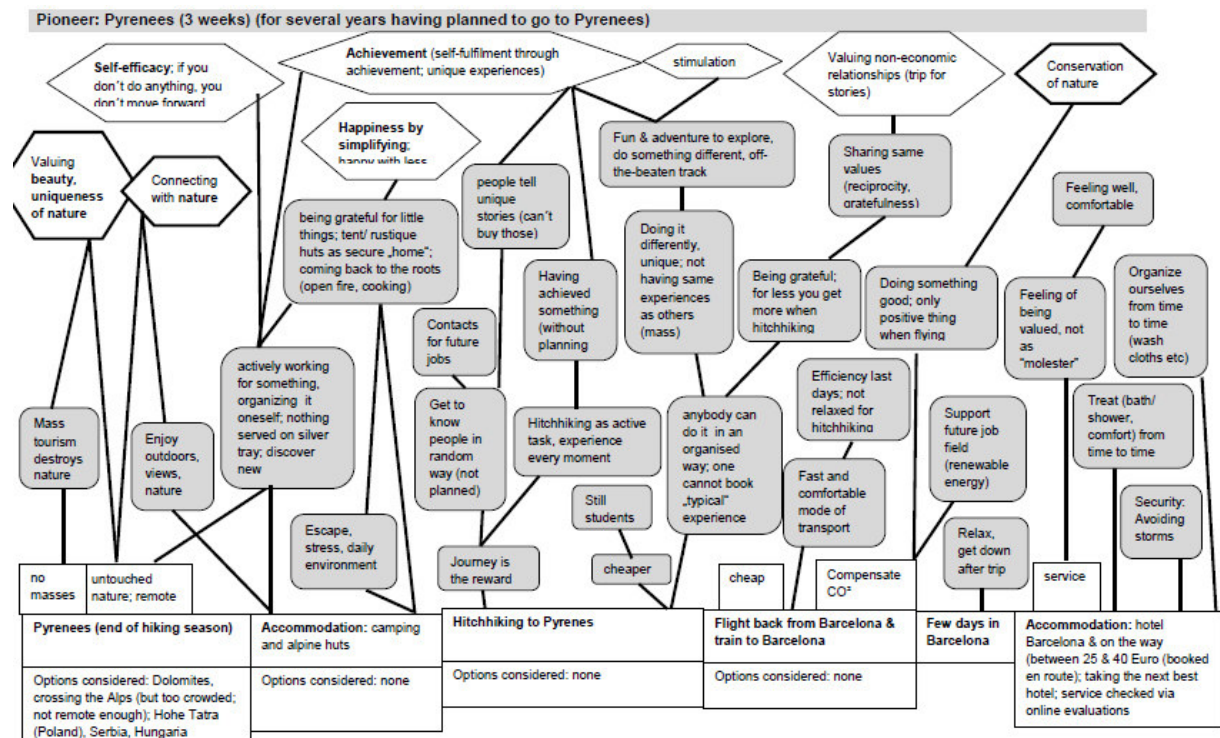 Pioneer: Pyrenees (3 weeks) (for several years having planned to go to Pyrenees)
Self-efficacy; if you
don´t do anything, you
don´t move forward
Achievement (self-fulfilment through
achievement; unique experiences)
stimulation
Valuing non-economic
relationships (trip for
stories)
Conservation
of nature
Valuing
beauty,
uniqueness
of nature
Connecting
with nature
Happiness by
simplifying;
happy with less
people tell
unique
stories (can´t
buy those)
Fun & adventure to explore,
do something different, off-
the-beaten track
Sharing same
values
(reciprocity,
gratefulness)
Feeling well,
comfortable
being grateful for little
things; tent/ rustique
huts as secure „home“;
coming back to the roots
(open fire, cooking)
Having
achieved
something
(without
planning
Doing it
differently,
unique; not
having same
experiences
as others
(mass)
Being grateful;
for less you get
more when
hitchhiking
Doing something
good; only
positive thing
when flying
Feeling of
being
valued, not
as
“molester”
Organize
ourselves
from time
to time
(wash
cloths etc)
Contacts
for future
jobs
actively working
for something,
organizing it
oneself; nothing
served on silver
tray; discover
new
Mass
tourism
destroys
nature
Enjoy
outdoors,
views,
nature
Get to
know
people in
random
way (not
planned)
Hitchhiking as active
task, experience
every moment
anybody can
do it in an
organised
way; one
cannot book
„typical”
experience
Efficiency last
days; not
relaxed for
hitchhiking
Support
future job
field
(renewable
energy)
Treat (bath/
shower,
comfort) from
time to time
Fast and
comfortable
mode of
transport
Still
students
Security:
Avoiding
storms
Escape,
stress, daily
environment
Journey is
the reward
cheaper
Relax,
get down
after trip
no
masses
untouched
nature; remote
cheap
Compensate
CO²
service
Pyrenees (end of hiking season)
Accommodation: camping
and alpine huts
Hitchhiking to Pyrenes
Flight back from Barcelona &
train to Barcelona
Few days in
Barcelona
Accommodation: hotel
Barcelona & on the way
(between 25 & 40 Euro (booked
en route); taking the next best
hotel; service checked via
online evaluations
Options considered: Dolomites,
crossing the Alps (but too crowded;
not remote enough); Hohe Tatra
(Poland), Serbia, Hungaria
Options considered: none
Options considered: none
Options considered: none